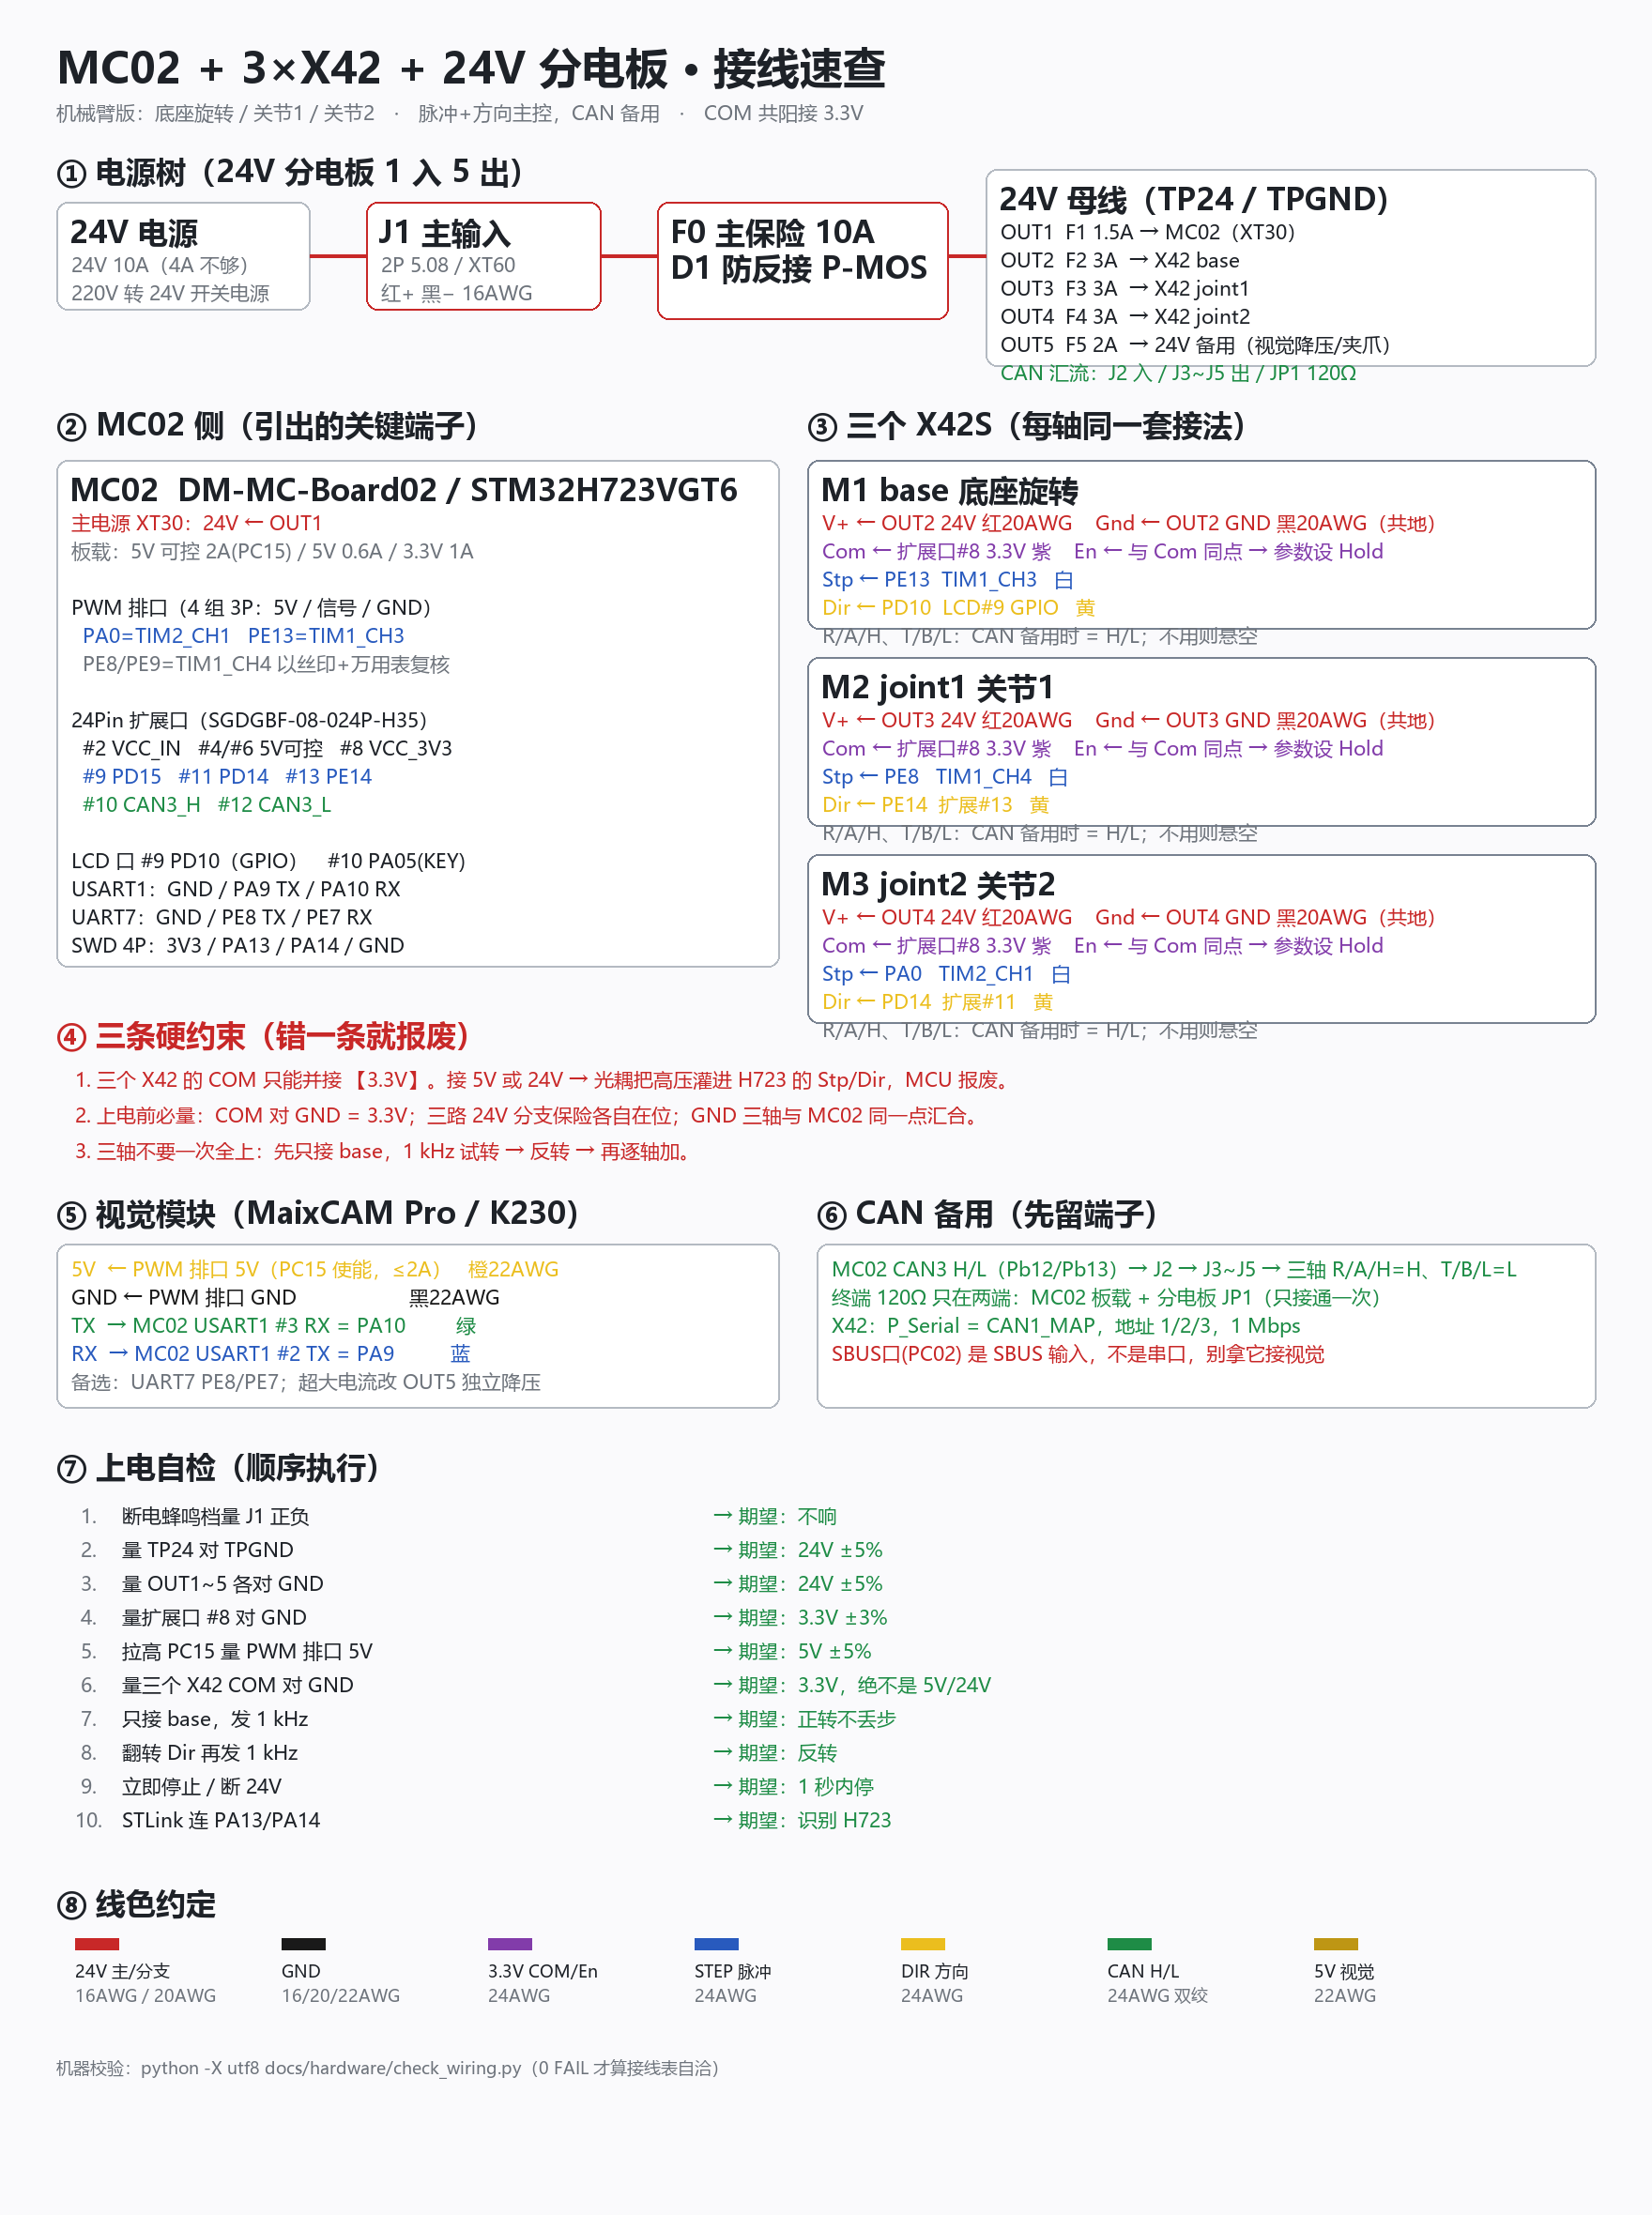 MC02 + 3×X42 + 24V 分电板 • 接线速查
机械臂版：底座旋转 / 关节1 / 关节2 · 脉冲+方向主控，CAN 备用 · COM 共阳接 3.3V
① 电源树（24V 分电板 1 入 5 出）
24V 电源
24V 10A（4A 不够）
220V 转 24V 开关电源
J1 主输入
2P 5.08 / XT60
红+ 黑− 16AWG
F0 主保险 10A
D1 防反接 P-MOS
24V 母线（TP24 / TPGND）
OUT1 F1 1.5A → MC02（XT30）
OUT2 F2 3A → X42 base
OUT3 F3 3A → X42 joint1
OUT4 F4 3A → X42 joint2
OUT5 F5 2A → 24V 备用（视觉降压/夹爪）
CAN 汇流：J2 入 / J3~J5 出 / JP1 120Ω
② MC02 侧（引出的关键端子）
MC02 DM-MC-Board02 / STM32H723VGT6
主电源 XT30：24V ← OUT1
板载：5V 可控 2A(PC15) / 5V 0.6A / 3.3V 1A
PWM 排口（4 组 3P：5V / 信号 / GND）
PA0=TIM2_CH1 PE13=TIM1_CH3
PE8/PE9=TIM1_CH4 以丝印+万用表复核
24Pin 扩展口（SGDGBF-08-024P-H35）
#2 VCC_IN #4/#6 5V可控 #8 VCC_3V3
#9 PD15 #11 PD14 #13 PE14
#10 CAN3_H #12 CAN3_L
LCD 口 #9 PD10（GPIO） #10 PA05(KEY)
USART1：GND / PA9 TX / PA10 RX
UART7：GND / PE8 TX / PE7 RX
SWD 4P：3V3 / PA13 / PA14 / GND
③ 三个 X42S（每轴同一套接法）
M1 base 底座旋转
V+ ← OUT2 24V 红20AWG Gnd ← OUT2 GND 黑20AWG（共地）
Com ← 扩展口#8 3.3V 紫 En ← 与 Com 同点 → 参数设 Hold
Stp ← PE13 TIM1_CH3 白
Dir ← PD10 LCD#9 GPIO 黄
R/A/H、T/B/L：CAN 备用时 = H/L；不用则悬空
M2 joint1 关节1
V+ ← OUT3 24V 红20AWG Gnd ← OUT3 GND 黑20AWG（共地）
Com ← 扩展口#8 3.3V 紫 En ← 与 Com 同点 → 参数设 Hold
Stp ← PE8 TIM1_CH4 白
Dir ← PE14 扩展#13 黄
R/A/H、T/B/L：CAN 备用时 = H/L；不用则悬空
M3 joint2 关节2
V+ ← OUT4 24V 红20AWG Gnd ← OUT4 GND 黑20AWG（共地）
Com ← 扩展口#8 3.3V 紫 En ← 与 Com 同点 → 参数设 Hold
Stp ← PA0 TIM2_CH1 白
Dir ← PD14 扩展#11 黄
R/A/H、T/B/L：CAN 备用时 = H/L；不用则悬空
④ 三条硬约束（错一条就报废）
1. 三个 X42 的 COM 只能并接 【3.3V】。接 5V 或 24V → 光耦把高压灌进 H723 的 Stp/Dir，MCU 报废。
2. 上电前必量：COM 对 GND = 3.3V；三路 24V 分支保险各自在位；GND 三轴与 MC02 同一点汇合。
3. 三轴不要一次全上：先只接 base，1 kHz 试转 → 反转 → 再逐轴加。
⑤ 视觉模块（MaixCAM Pro / K230）
5V ← PWM 排口 5V（PC15 使能，≤2A） 橙22AWG
GND ← PWM 排口 GND 黑22AWG
TX → MC02 USART1 #3 RX = PA10 绿
RX → MC02 USART1 #2 TX = PA9 蓝
备选：UART7 PE8/PE7；超大电流改 OUT5 独立降压
⑥ CAN 备用（先留端子）
MC02 CAN3 H/L（Pb12/Pb13）→ J2 → J3~J5 → 三轴 R/A/H=H、T/B/L=L
终端 120Ω 只在两端：MC02 板载 + 分电板 JP1（只接通一次）
X42：P_Serial = CAN1_MAP，地址 1/2/3，1 Mbps
SBUS口(PC02) 是 SBUS 输入，不是串口，别拿它接视觉
⑦ 上电自检（顺序执行）
1. 断电蜂鸣档量 J1 正负 → 期望：不响
2. 量 TP24 对 TPGND → 期望：24V ±5%
3. 量 OUT1~5 各对 GND → 期望：24V ±5%
4. 量扩展口 #8 对 GND → 期望：3.3V ±3%
5. 拉高 PC15 量 PWM 排口 5V → 期望：5V ±5%
6. 量三个 X42 COM 对 GND → 期望：3.3V，绝不是 5V/24V
7. 只接 base，发 1 kHz → 期望：正转不丢步
8. 翻转 Dir 再发 1 kHz → 期望：反转
9. 立即停止 / 断 24V → 期望：1 秒内停
10. STLink 连 PA13/PA14 → 期望：识别 H723
⑧ 线色约定
24V 主/分支 GND 3.3V COM/En STEP 脉冲 DIR 方向 CAN H/L 5V 视觉
16AWG / 20AWG 16/20/22AWG 24AWG 24AWG 24AWG 24AWG 双绞 22AWG
机器校验：python -X utf8 docs/hardware/check_wiring.py（0 FAIL 才算接线表自洽）